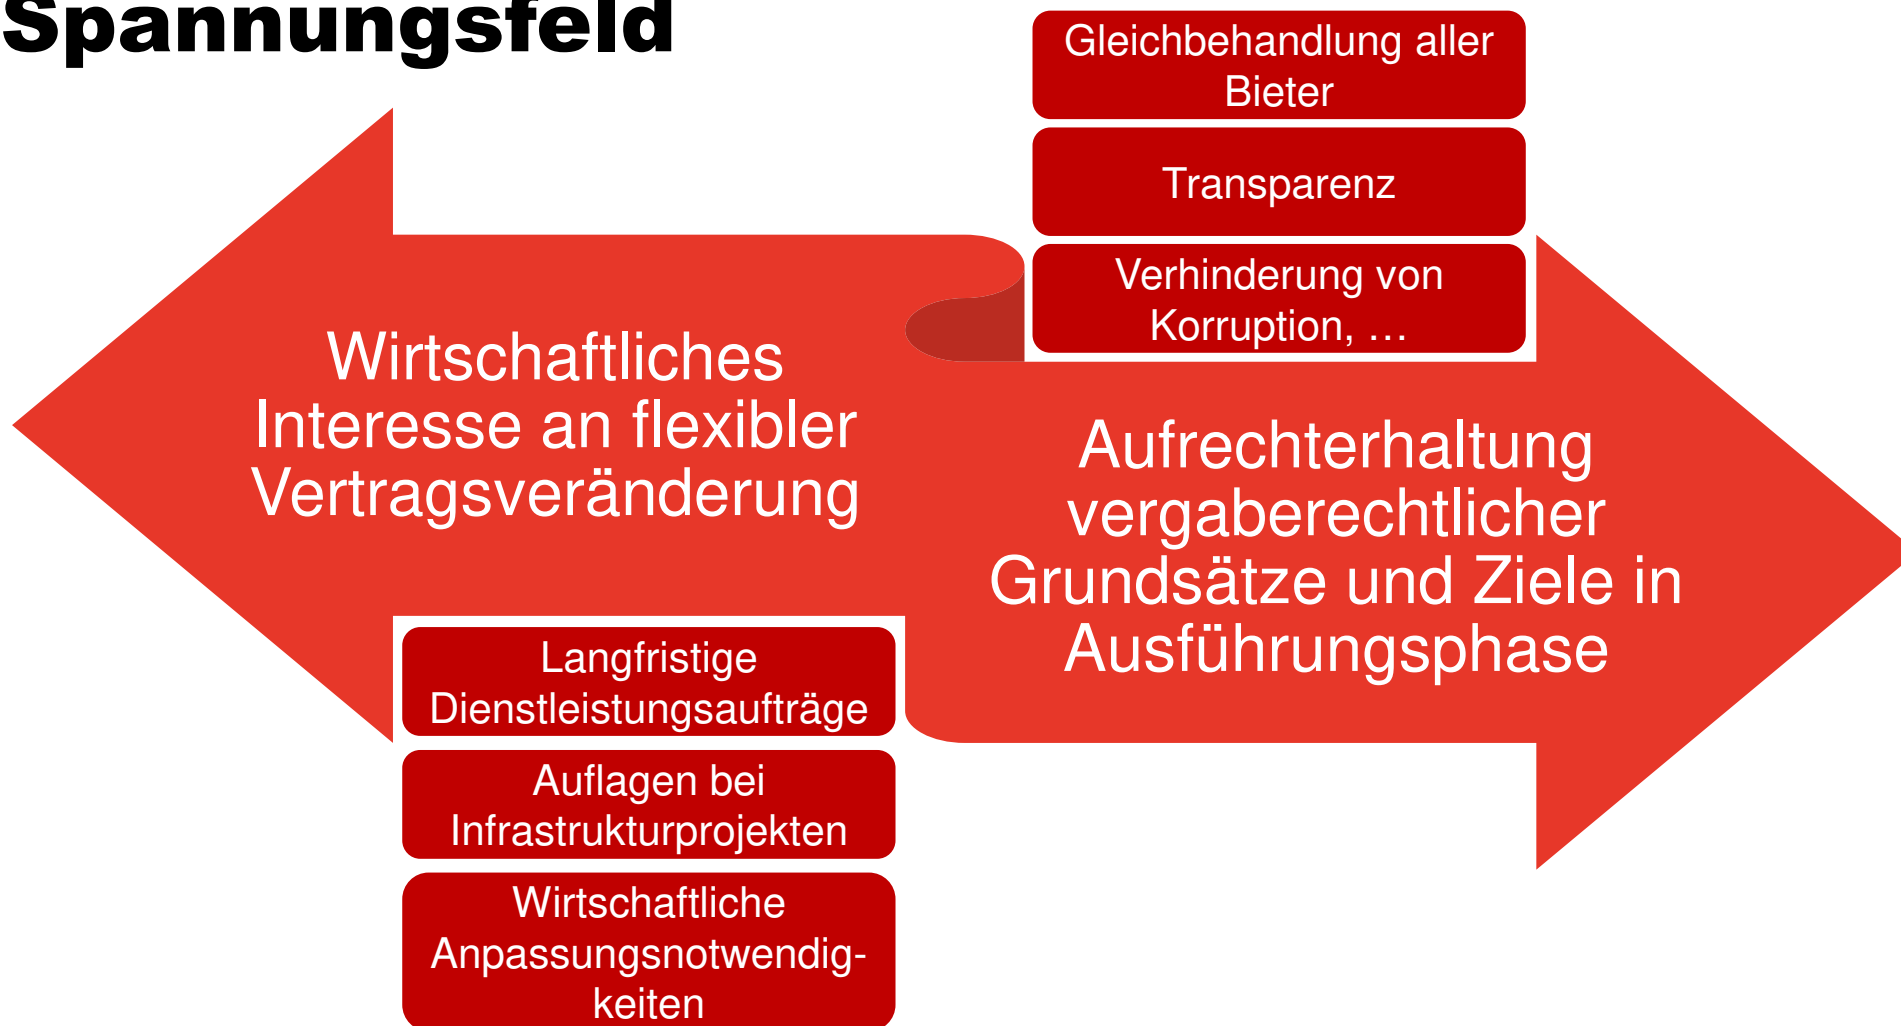 Spannungsfeld
Gleichbehandlung aller
Bieter
Transparenz
Verhinderung von
Korruption, …
Wirtschaftliches
Interesse an flexibler
Vertragsveränderung
Aufrechterhaltung
vergaberechtlicher
Grundsätze und Ziele in
Ausführungsphase
Langfristige
Dienstleistungsaufträge
Auflagen bei
Infrastrukturprojekten
Wirtschaftliche
Anpassungsnotwendig-
keiten